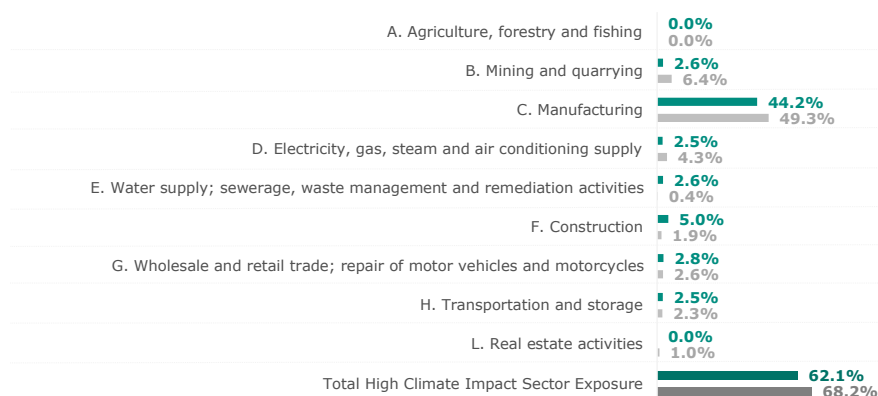 A. Agriculture, forestry and fishing
0.0%
0.0%
B. Mining and quarrying
2.6%
6.4%
C. Manufacturing
44.2%
49.3%
D. Electricity, gas, steam and air conditioning supply
2.5%
4.3%
E. Water supply; sewerage, waste management and remediation activities
2.6%
0.4%
F. Construction
5.0%
1.9%
G. Wholesale and retail trade; repair of motor vehicles and motorcycles
2.8%
2.6%
H. Transportation and storage
2.5%
2.3%
L. Real estate activities
0.0%
1.0%
Total High Climate Impact Sector Exposure
62.1%
68.2%